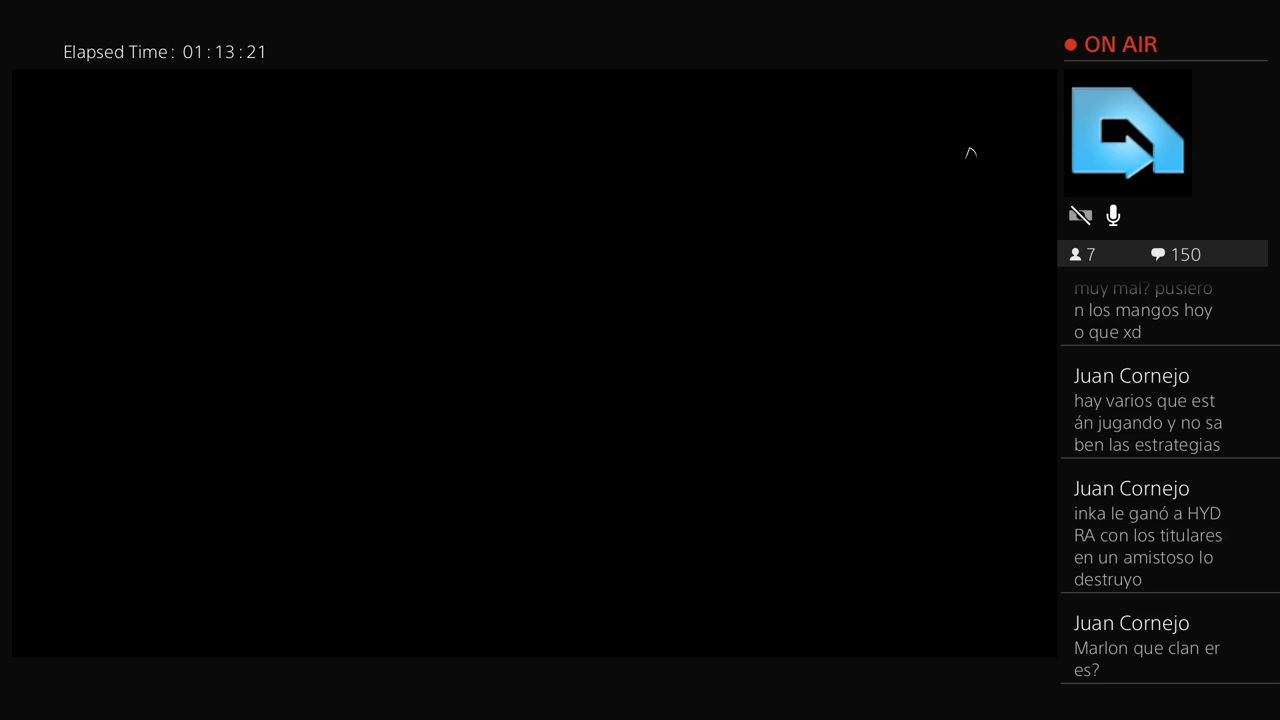 Elapsed Time: 01:13:21
ON AIR
7 150
muy mal? pusiero
n los mangos hoy
o que xd
Juan Cornejo
hay varios que est
án jugando y no sa
ben las estrategias
Juan Cornejo
inka le ganó a HYD
RA con los titulares
en un amistoso lo
destruyo
Juan Cornejo
Marlon que clan er
es?